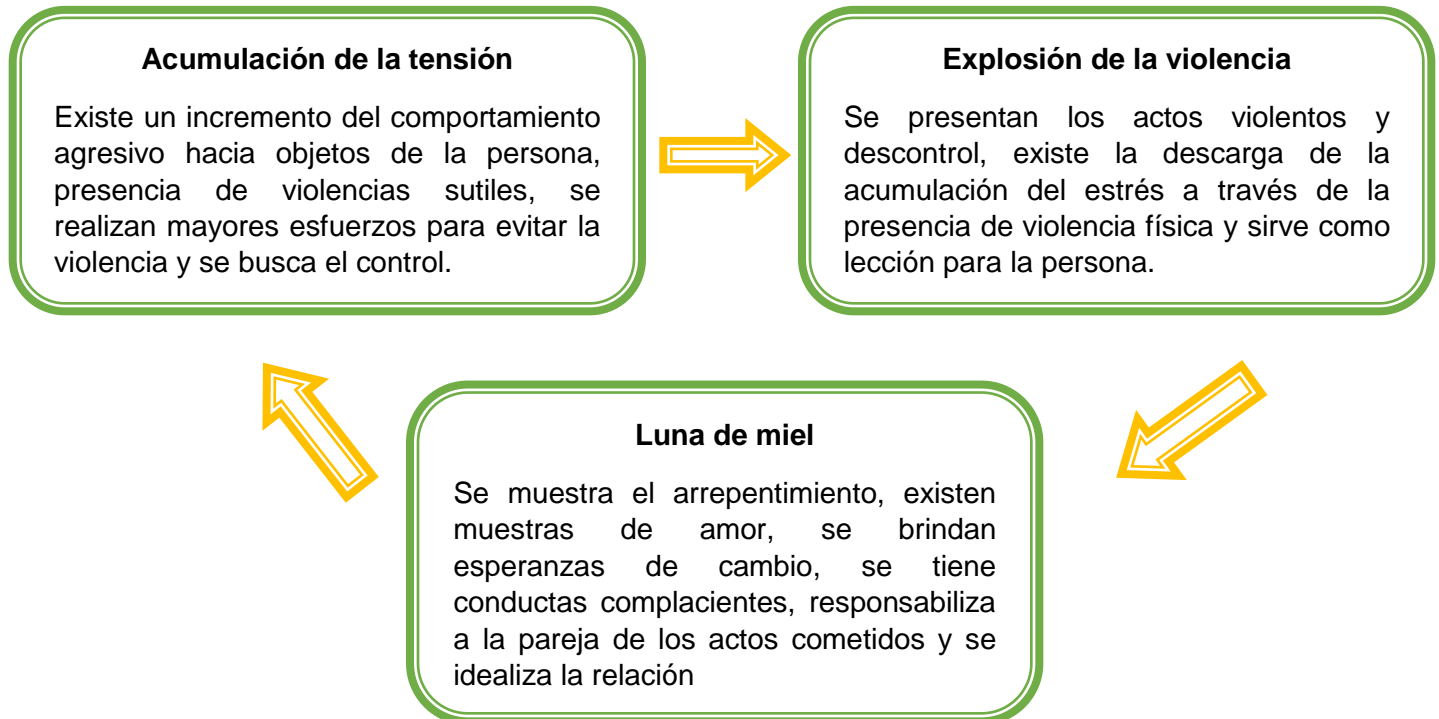 Acumulación de la tensión
Existe un incremento del comportamiento
agresivo hacia objetos de la persona,
presencia de violencias sutiles, se
realizan mayores esfuerzos para evitar la
violencia y se busca el control.
Explosión de la violencia
Se presentan los actos violentos y
descontrol, existe la descarga de la
acumulación del estrés a través de la
presencia de violencia física y sirve como
lección para la persona.
Luna de miel
Se muestra el arrepentimiento, existen
muestras de amor, se brindan
esperanzas de cambio, se tiene
conductas complacientes, responsabiliza
a la pareja de los actos cometidos y se
idealiza la relación